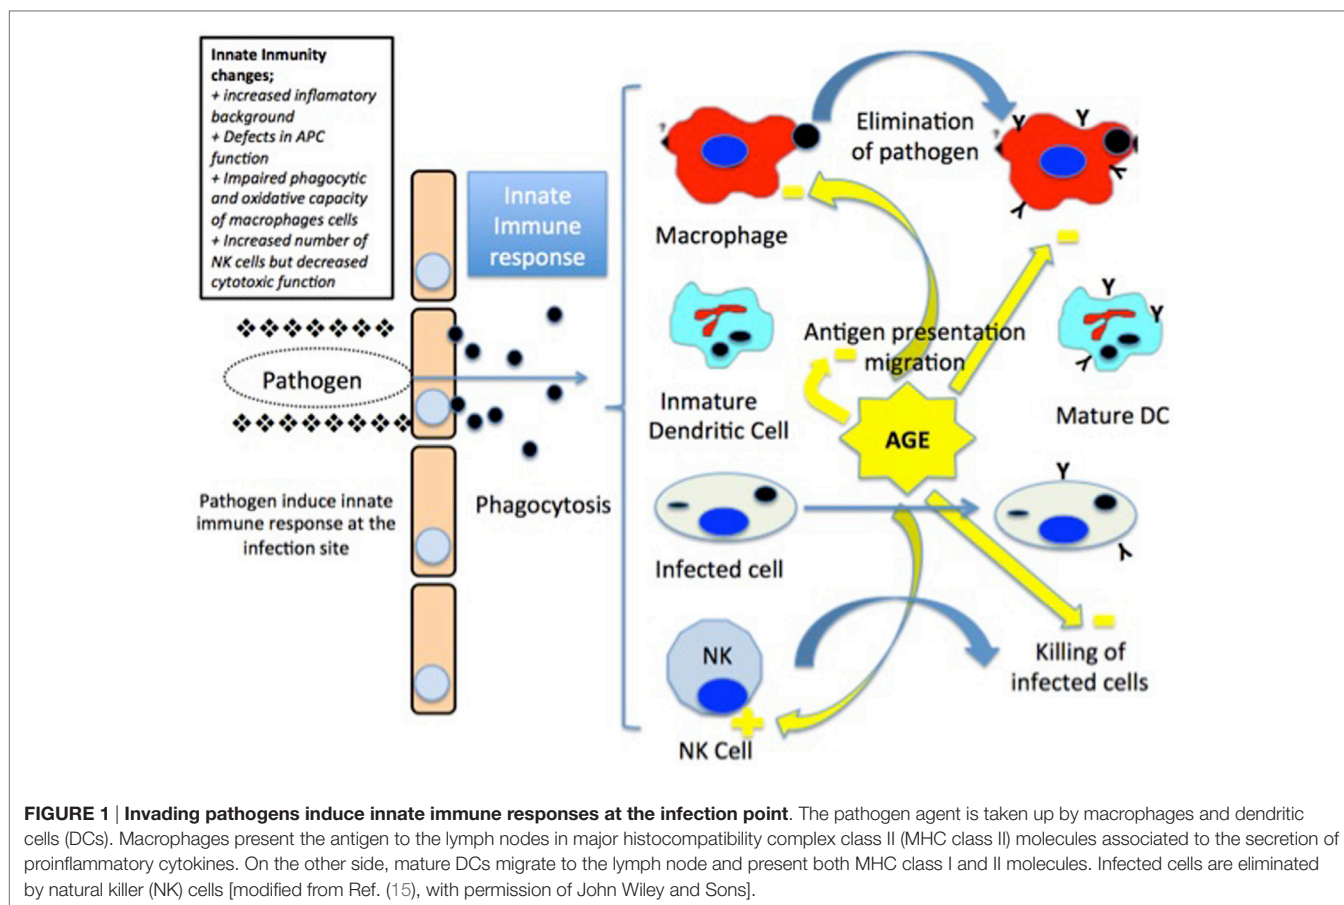 Innate Inmunity
changes;
+ increased inflamatory
background
+ Defects in APC
function
+ Impaired phagocytic
and oxidative capacity
of macrophages cells
+ Increased number of
NK cells but decreased
cytotoxic function
Pathogen
Pathogen induce innate
immune response at the
infection site
Innate
Immune
response
Phagocytosis
Elimination
of pathogen
Macrophage
Antigen presentation
migration
Inmature
Dendritic Cell
Mature DC
AGE
Infected cell
NK
NK Cell
Killing of
infected cells
FIGURE 1 | Invading pathogens induce innate immune responses at the infection point. The pathogen agent is taken up by macrophages and dendritic
cells (DCs). Macrophages present the antigen to the lymph nodes in major histocompatibility complex class II (MHC class II) molecules associated to the secretion of
proinflammatory cytokines. On the other side, mature DCs migrate to the lymph node and present both MHC class I and II molecules. Infected cells are eliminated
by natural killer (NK) cells [modified from Ref. (15), with permission of John Wiley and Sons].